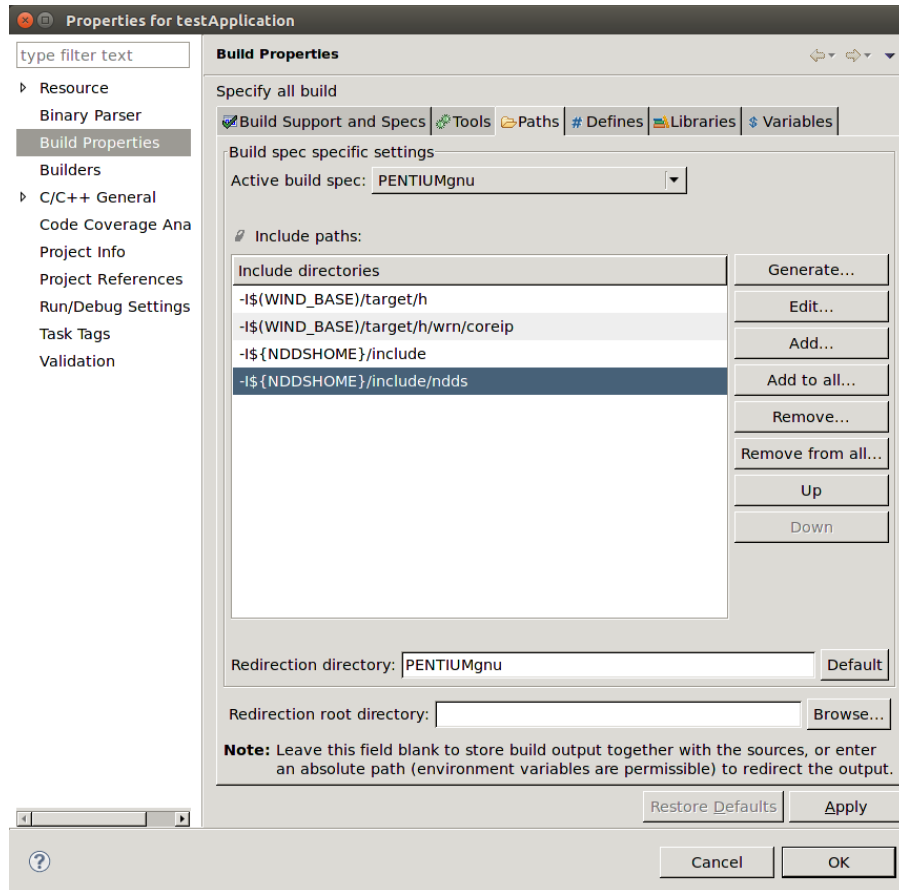 Properties for testApplication
type filter text
Resource
Binary Parser
Build Properties
Builders
C/C++ General
Code Coverage Ana
Project Info
Project References
Run/Debug Settings
Task Tags
Validation
Build Properties
Specify all build
Build Support and Specs Tools Paths # Defines Libraries $ Variables
Build spec specific settings
Active build spec: PENTIUMgnu
Include paths:
Include directories
-I$(WIND_BASE)/target/h
-I$(WIND_BASE)/target/h/wrn/coreip
-I${NDDSHOME}/include
-I${NDDSHOME}/include/ndds
Generate...
Edit...
Add...
Add to all...
Remove...
Remove from all...
Up
Down
Redirection directory: PENTIUMgnu Default
Redirection root directory: Browse...
Note: Leave this field blank to store build output together with the sources, or enter
an absolute path (environment variables are permissible) to redirect the output.
Restore Defaults Apply
? Cancel OK